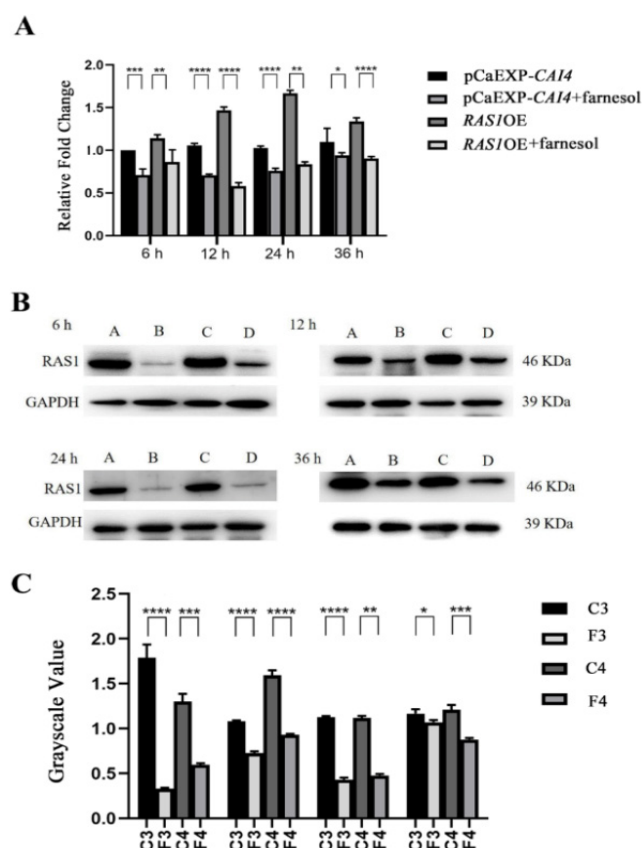 A
*** ** **** **** **** ** * ****
2.0
1.5
1.0
0.5
0.0
Relative Fold Change
6 h 12 h 24 h 36 h
pCaEXP-CAI4
pCaEXP-CAI4+farnesol
RAS1OE
RAS1OE+farnesol
B
6 h A B C D
RAS1
GAPDH
12 h A B C D
46 KDa
39 KDa
24 h A B C D
RAS1
GAPDH
36 h A B C D
46 KDa
39 KDa
C
**** *** **** **** **** ** * ***
2.5
2.0
1.5
1.0
0.5
0.0
Grayscale Value
C3 F3 C4 F4 C3 F3 C4 F4 C3 F3 C4 F4 C3 F3 C4 F4
C3
F3
C4
F4